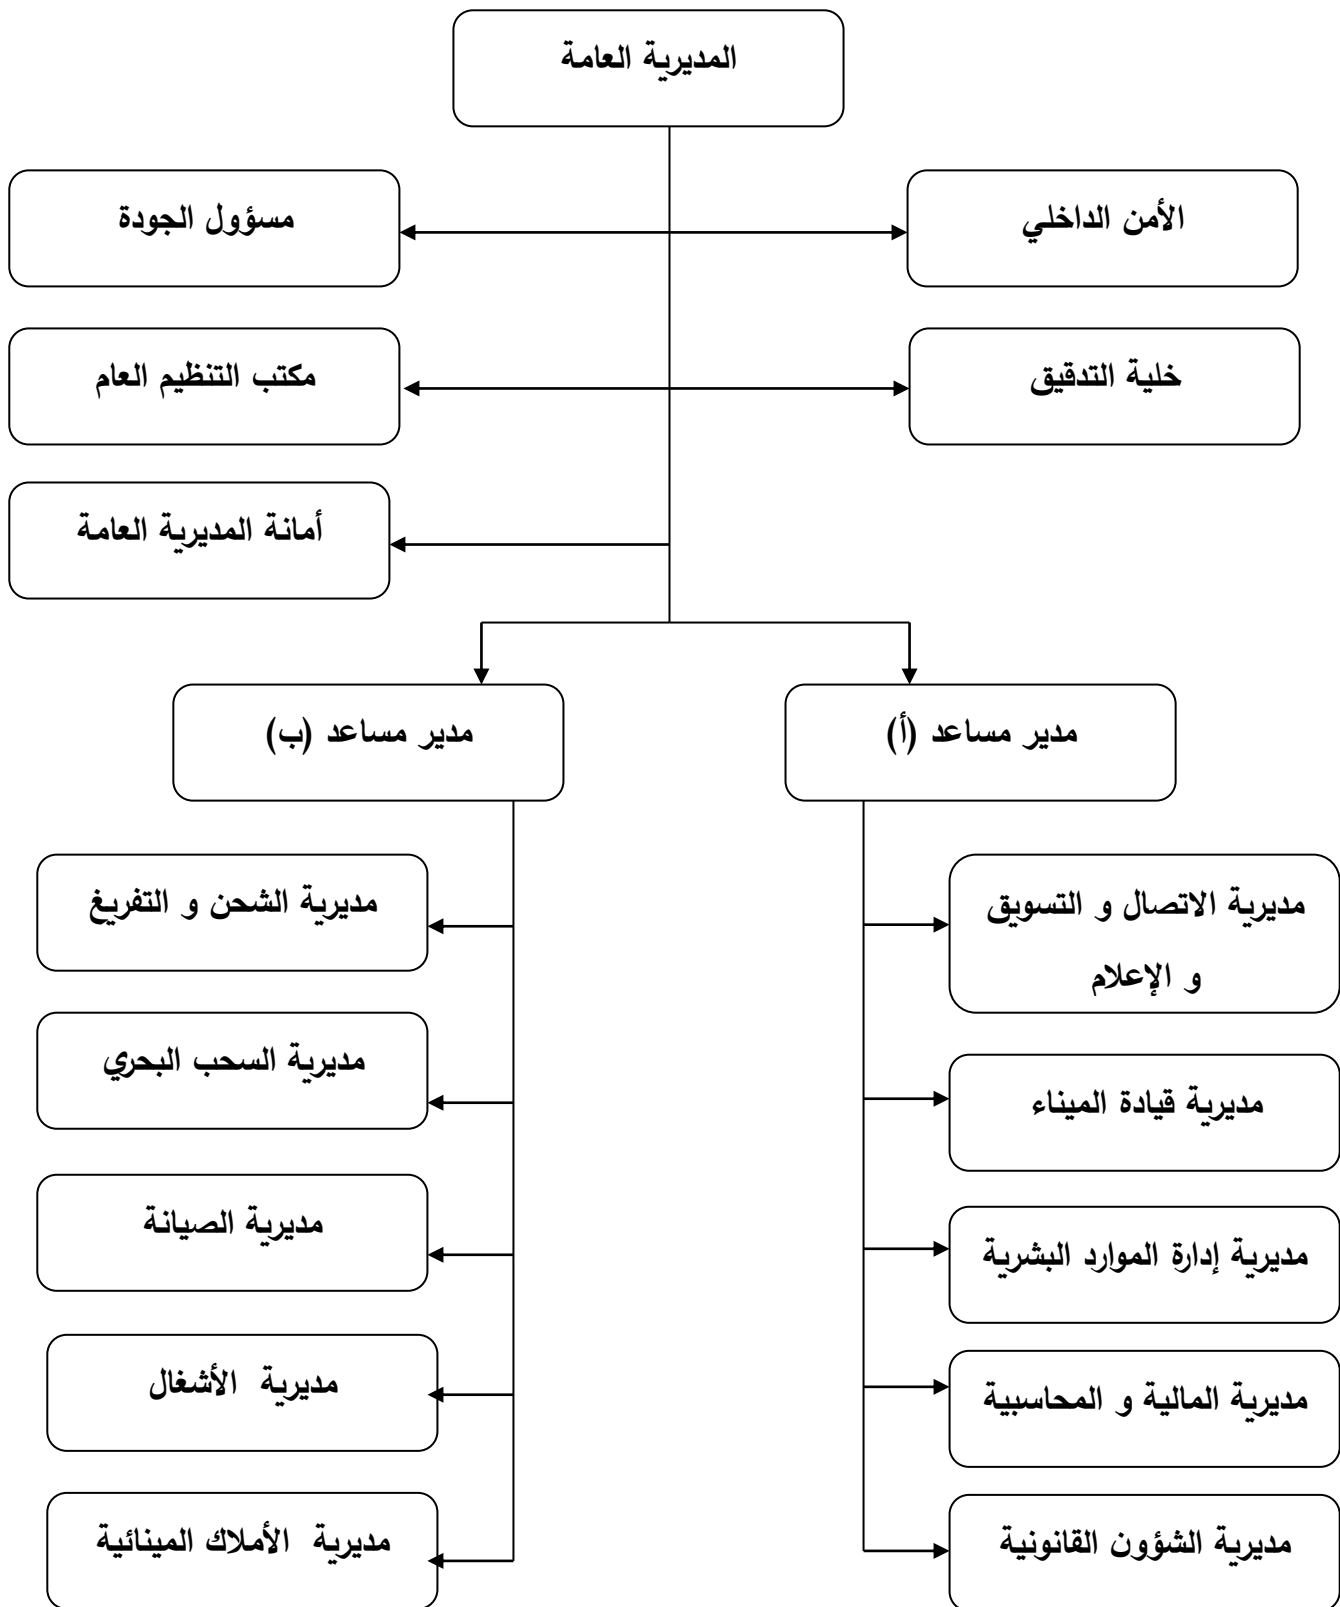 المديرية العامة
الأمن الداخلي
مسؤول الجودة
خلية التدقيق
مكتب التنظيم العام
أمانة المديرية العامة
مدير مساعد (أ)
مدير مساعد (ب)
مديرية الاتصال و التسويق
و الإعلام
مديرية قيادة الميناء
مديرية إدارة الموارد البشرية
مديرية المالية و المحاسبية
مديرية الشؤون القانونية
مديرية الشحن و التفريغ
مديرية السحب البحري
مديرية الصيانة
مديرية الأشغال
مديرية الأملاك المينائية